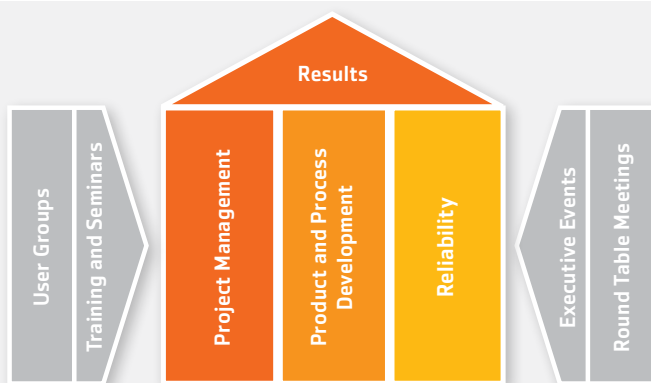 Results
User Groups
Training and Seminars
Project Management
Product and Process
Development
Reliability
Executive Events
Round Table Meetings